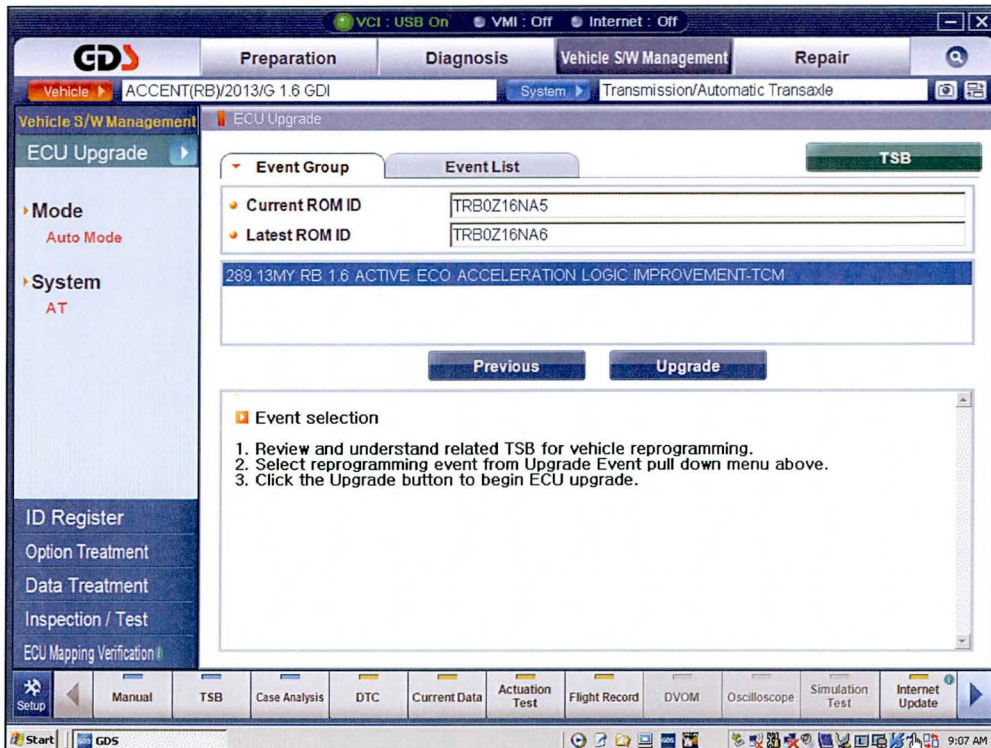 VCI : USB On VMI : Off Internet : Off
GDS Preparation Diagnosis Vehicle S/W Management Repair
Vehicle ACCENT(RB)/2013/G 1.6 GDI System Transmission/Automatic Transaxle
Vehicle S/W Management ECU Upgrade
ECU Upgrade
Event Group Event List TSB
Current ROM ID TRB0Z16NA5
Latest ROM ID TRB0Z16NA6
Mode
Auto Mode
System
AT
289.13MY RB 1.6 ACTIVE ECO ACCELERATION LOGIC IMPROVEMENT-TCM
Previous Upgrade
Event selection
1. Review and understand related TSB for vehicle reprogramming.
2. Select reprogramming event from Upgrade Event pull down menu above.
3. Click the Upgrade button to begin ECU upgrade.
ID Register
Option Treatment
Data Treatment
Inspection / Test
ECU Mapping Verification
Setup Manual TSB Case Analysis DTC Current Data Actuation Test Flight Record DVOM Oscilloscope Simulation Test Internet Update
Start GDS 9:07 AM